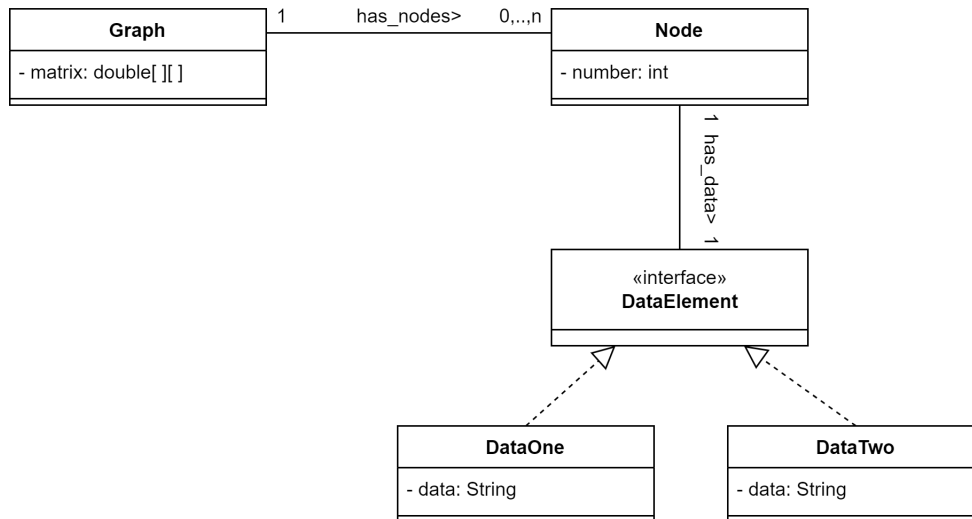 Graph
- matrix: double[ ][ ]
1 has_nodes> 0,..,n
Node
- number: int
1 has_data> 1
«interface»
DataElement
DataOne
- data: String
DataTwo
- data: String